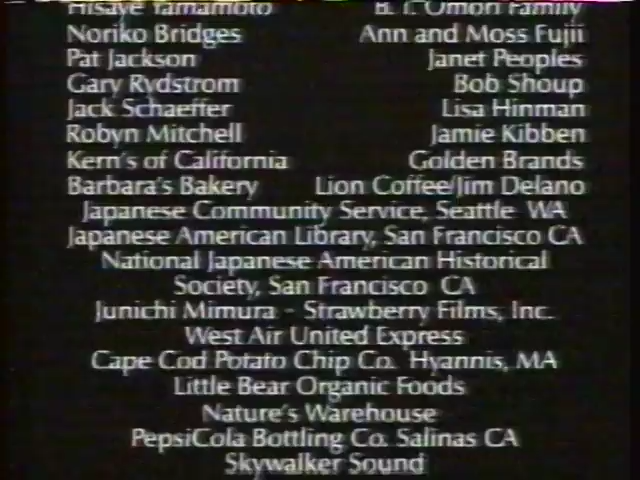 Hisaye Yamamoto B. T. Omori Family
Noriko Bridges Ann and Moss Fujii
Pat Jackson Janet Peoples
Gary Rydstrom Bob Shoup
Jack Schaeffer Lisa Hinman
Robyn Mitchell Jamie Kibben
Kern's of California Golden Brands
Barbara's Bakery Lion Coffee/Jim Delano
Japanese Community Service, Seattle WA
Japanese American Library, San Francisco CA
National Japanese American Historical
Society, San Francisco CA
Junichi Mimura - Strawberry Films, Inc.
West Air United Express
Cape Cod Potato Chip Co. Hyannis, MA
Little Bear Organic Foods
Nature's Warehouse
PepsiCola Bottling Co. Salinas CA
Skywalker Sound